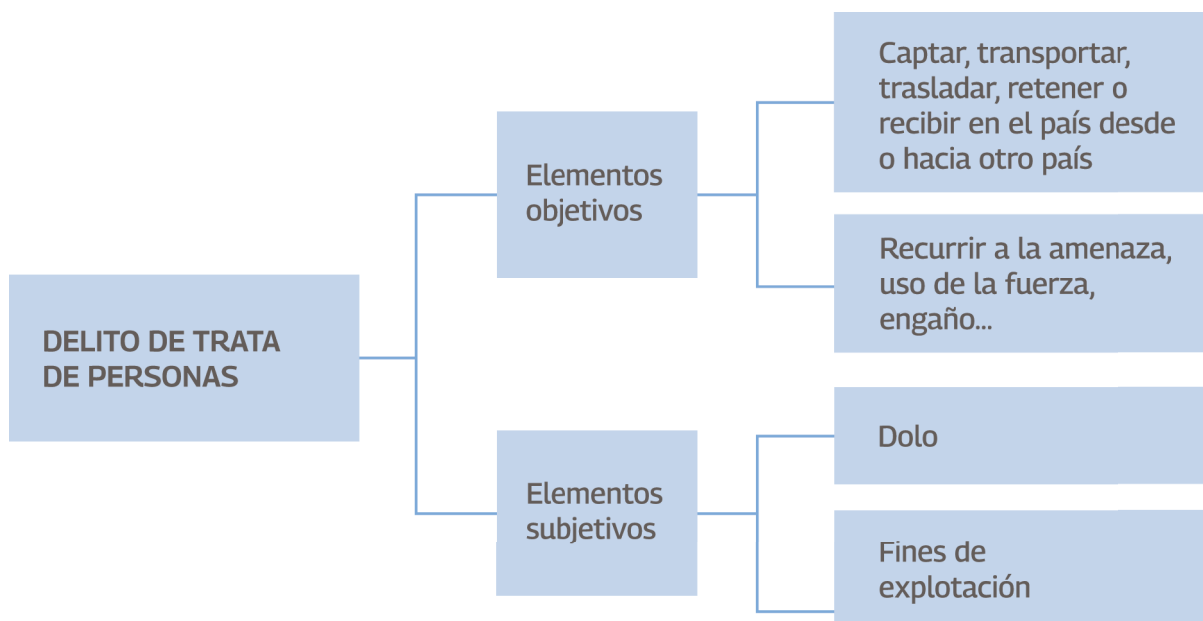 Captar, transportar,
trasladar, retener o
recibir en el país desde
o hacia otro país
Elementos
objetivos
Recurrir a la amenaza,
uso de la fuerza,
engaño...
DELITO DE TRATA
DE PERSONAS
Dolo
Elementos
subjetivos
Fines de
explotación